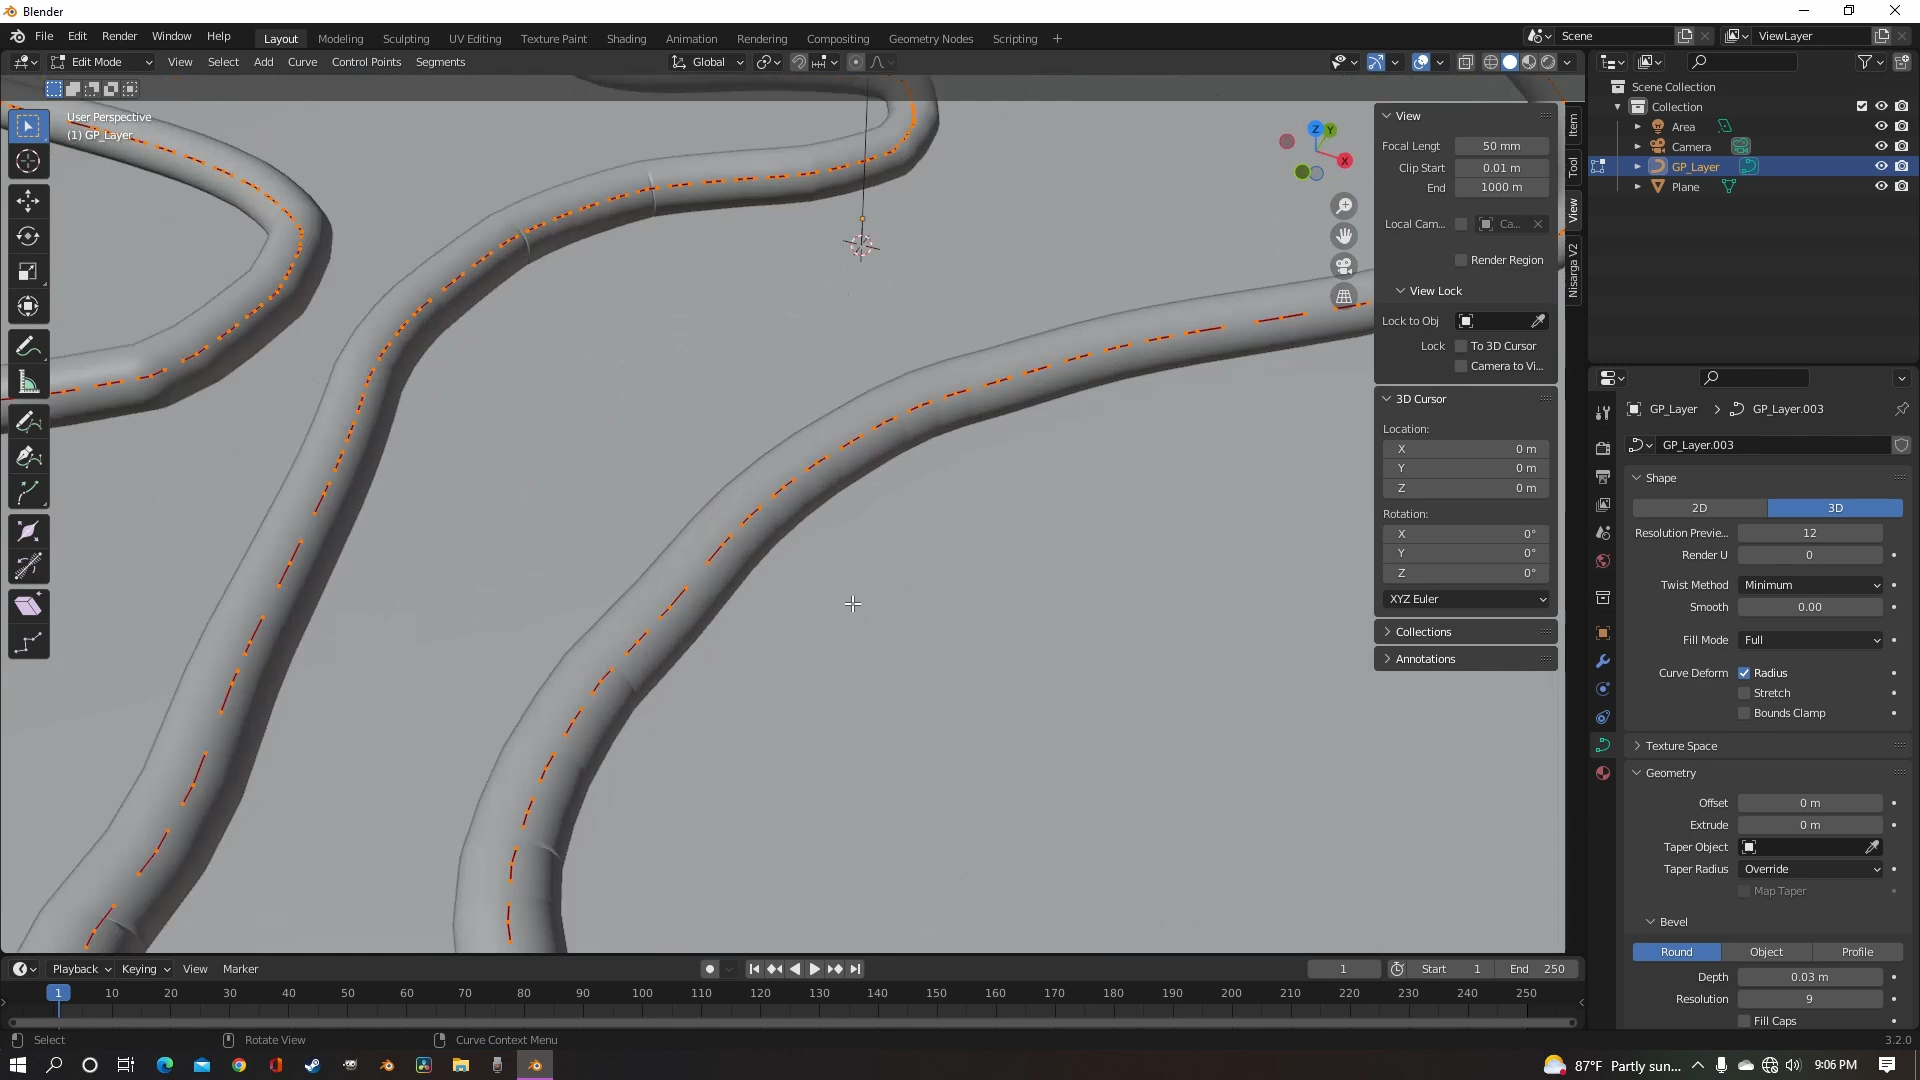 Blender
File Edit Render Window Help
Layout Modeling Sculpting UV Editing Texture Paint Shading Animation Rendering Compositing Geometry Nodes Scripting +
Scene
ViewLayer
Edit Mode View Select Add Curve Control Points Segments
Global
User Perspective
(1) GP_Layer
View
Focal Lengt 50 mm
Clip Start 0.01 m
End 1000 m
Local Cam... Ca...
Render Region
View Lock
Lock to Obj
Lock To 3D Cursor
Camera to Vi...
3D Cursor
Location:
X 0 m
Y 0 m
Z 0 m
Rotation:
X 0°
Y 0°
Z 0°
XYZ Euler
Collections
Annotations
Item
Tool
View
Nisarga V2
Z
Y
X
Scene Collection
Collection
Area
Camera
GP_Layer
Plane
GP_Layer > GP_Layer.003
GP_Layer.003
Shape
2D 3D
Resolution Previe... 12
Render U 0
Twist Method Minimum
Smooth 0.00
Fill Mode Full
Curve Deform Radius
Stretch
Bounds Clamp
Texture Space
Geometry
Offset 0 m
Extrude 0 m
Taper Object
Taper Radius Override
Map Taper
Bevel
Round Object Profile
Depth 0.03 m
Resolution 9
Fill Caps
Playback Keying View Marker
1 Start 1 End 250
1 10 20 30 40 50 60 70 80 90 100 110 120 130 140 150 160 170 180 190 200 210 220 230 240 250
Select Rotate View Curve Context Menu
3.2.0
87°F Partly sun... 9:06 PM